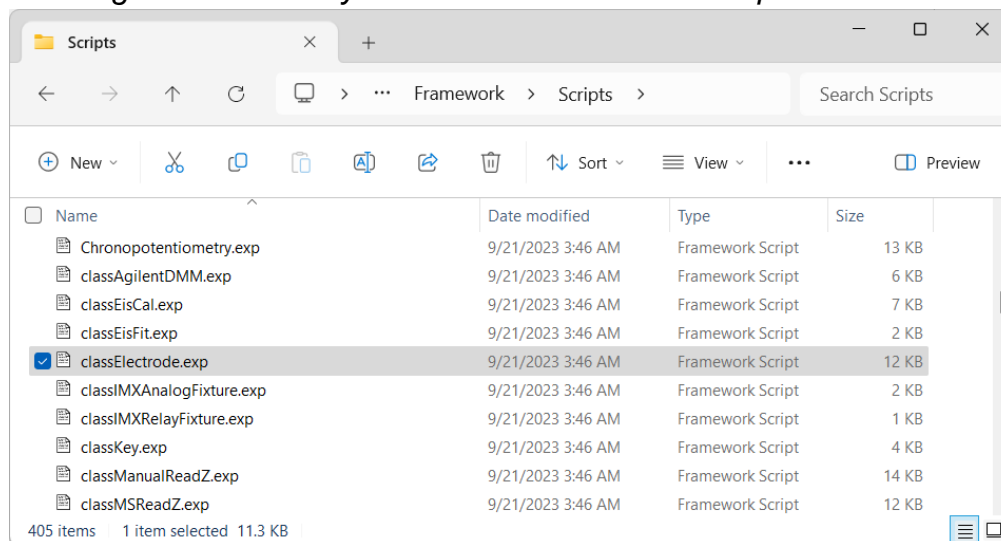 Scripts
Framework > Scripts >
Search Scripts
New
Sort
View
Preview
Name Date modified Type Size
Chronopotentiometry.exp 9/21/2023 3:46 AM Framework Script 13 KB
classAgilentDMM.exp 9/21/2023 3:46 AM Framework Script 6 KB
classEisCal.exp 9/21/2023 3:46 AM Framework Script 7 KB
classEisFit.exp 9/21/2023 3:46 AM Framework Script 2 KB
classElectrode.exp 9/21/2023 3:46 AM Framework Script 12 KB
classIMXAnalogFixture.exp 9/21/2023 3:46 AM Framework Script 2 KB
classIMXRelayFixture.exp 9/21/2023 3:46 AM Framework Script 1 KB
classKey.exp 9/21/2023 3:46 AM Framework Script 4 KB
classManualReadZ.exp 9/21/2023 3:46 AM Framework Script 14 KB
classMSReadZ.exp 9/21/2023 3:46 AM Framework Script 12 KB
405 items 1 item selected 11.3 KB